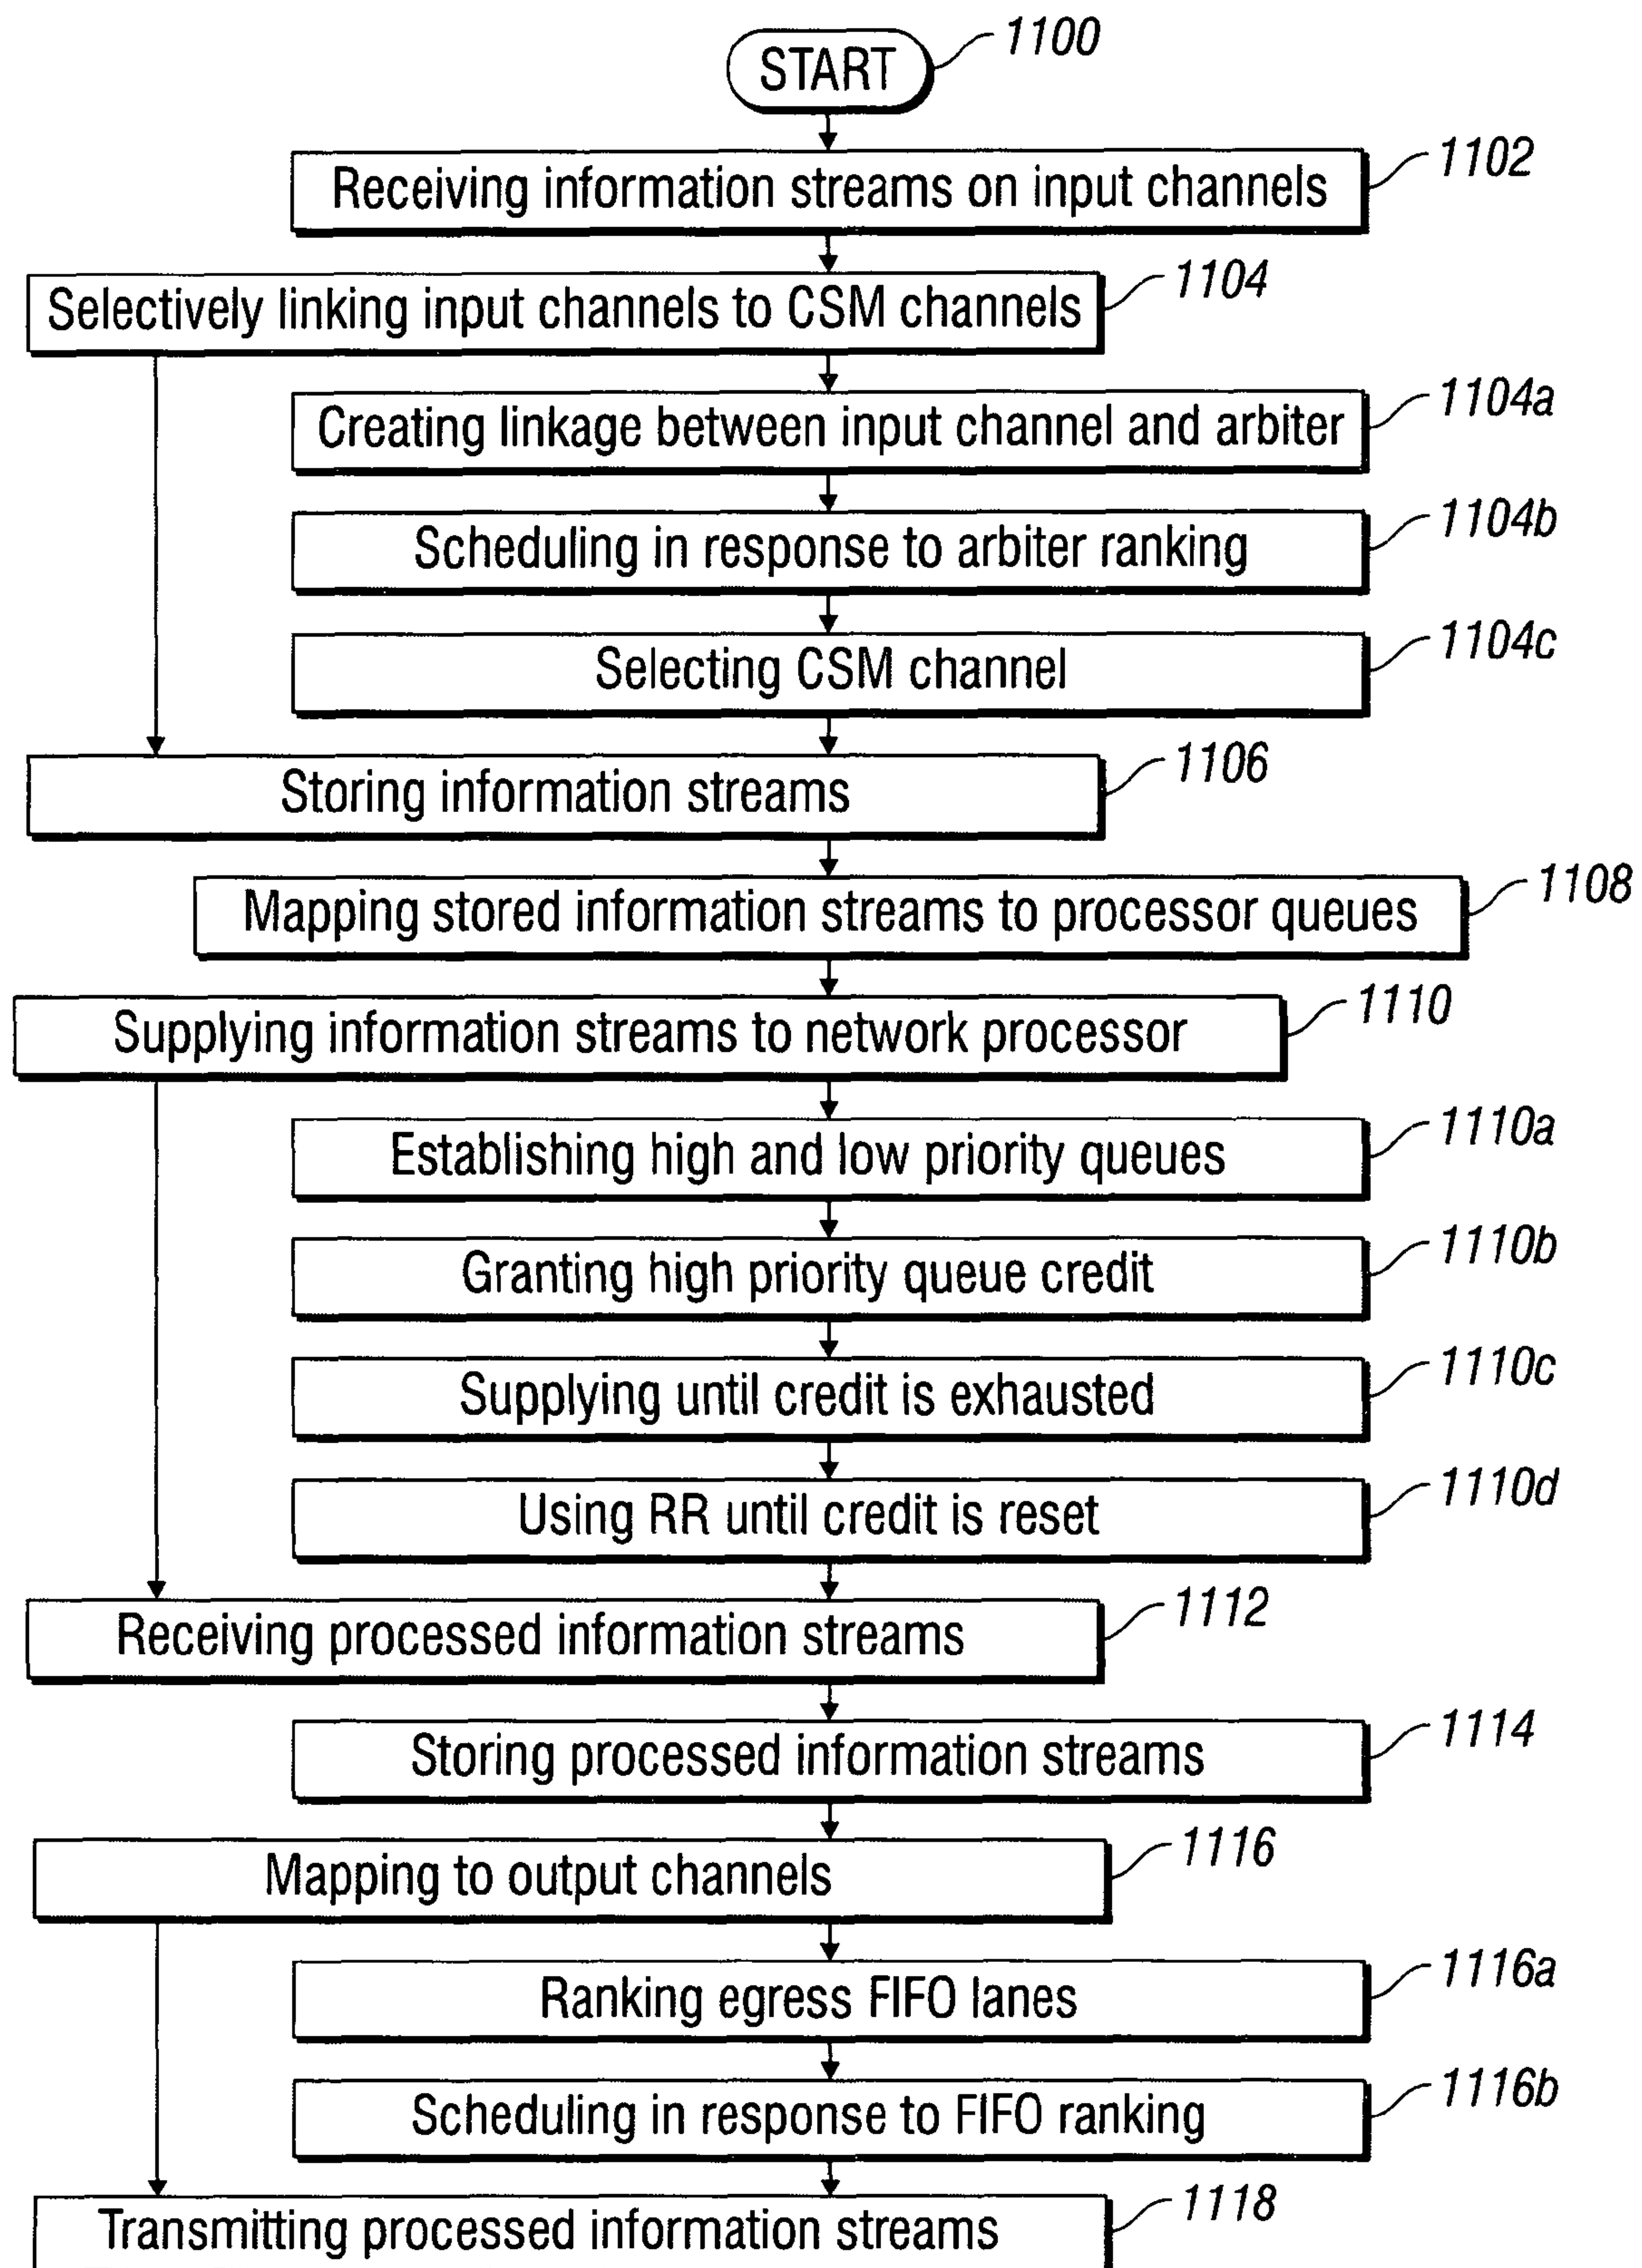 START
1100
Receiving information streams on input channels
1102
Selectively linking input channels to CSM channels
1104
Creating linkage between input channel and arbiter
1104a
Scheduling in response to arbiter ranking
1104b
Selecting CSM channel
1104c
Storing information streams
1106
Mapping stored information streams to processor queues
1108
Supplying information streams to network processor
1110
Establishing high and low priority queues
1110a
Granting high priority queue credit
1110b
Supplying until credit is exhausted
1110c
Using RR until credit is reset
1110d
Receiving processed information streams
1112
Storing processed information streams
1114
Mapping to output channels
1116
Ranking egress FIFO lanes
1116a
Scheduling in response to FIFO ranking
1116b
Transmitting processed information streams
1118